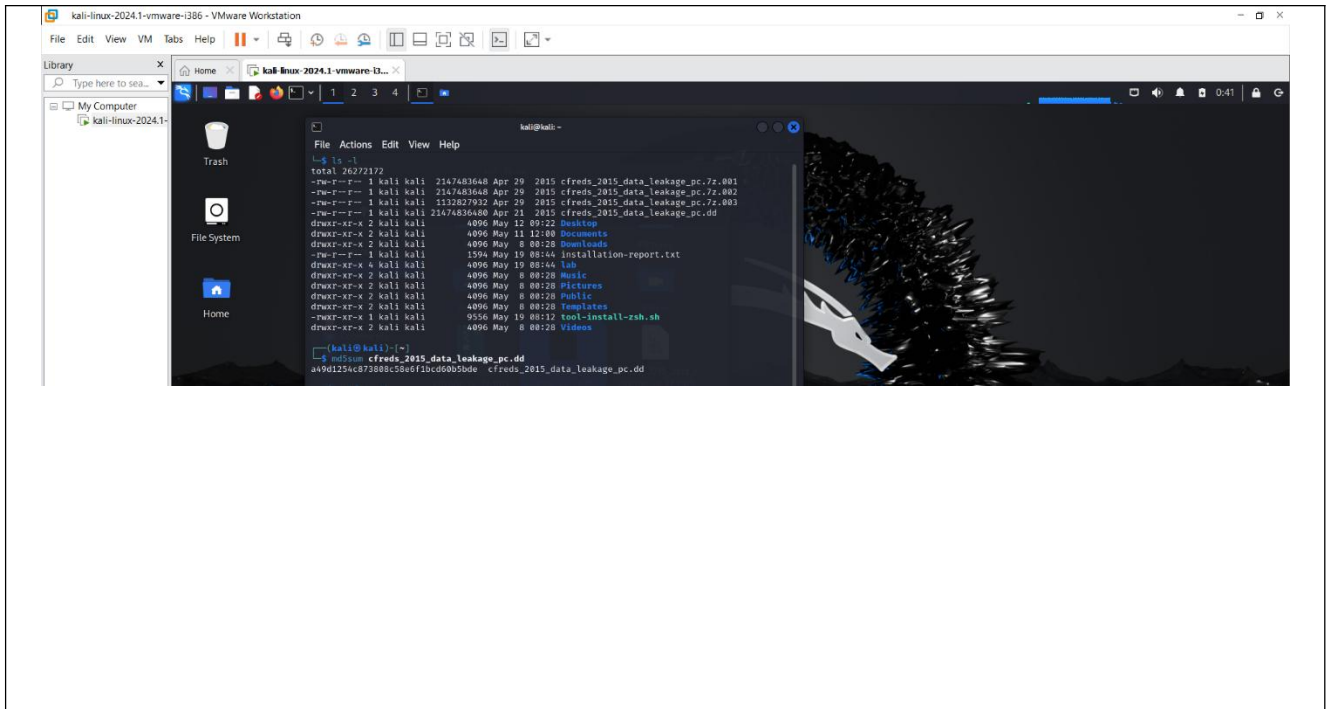 kali-linux-2024.1-vmware-i386 - VMware Workstation
File Edit View VM Tabs Help
Library
Type here to sea...
My Computer
kali-linux-2024.1-
Home
kali-linux-2024.1-vmware-i3...
1 2 3 4
0:41
Trash
File System
Home
kali@kali: ~
File Actions Edit View Help
└─$ ls -l
total 26272172
-rw-r--r-- 1 kali kali 2147483648 Apr 29 2015 cfreds_2015_data_leakage_pc.7z.001
-rw-r--r-- 1 kali kali 2147483648 Apr 29 2015 cfreds_2015_data_leakage_pc.7z.002
-rw-r--r-- 1 kali kali 1132827932 Apr 29 2015 cfreds_2015_data_leakage_pc.7z.003
-rw-r--r-- 1 kali kali 21474836480 Apr 21 2015 cfreds_2015_data_leakage_pc.dd
drwxr-xr-x 2 kali kali 4096 May 12 09:22 Desktop
drwxr-xr-x 2 kali kali 4096 May 11 12:00 Documents
drwxr-xr-x 2 kali kali 4096 May 8 00:28 Downloads
-rw-r--r-- 1 kali kali 1594 May 19 08:44 installation-report.txt
drwxr-xr-x 4 kali kali 4096 May 19 08:44 lab
drwxr-xr-x 2 kali kali 4096 May 8 00:28 Music
drwxr-xr-x 2 kali kali 4096 May 8 00:28 Pictures
drwxr-xr-x 2 kali kali 4096 May 8 00:28 Public
drwxr-xr-x 2 kali kali 4096 May 8 00:28 Templates
-rwxr-xr-x 1 kali kali 9556 May 19 08:12 tool-install-zsh.sh
drwxr-xr-x 2 kali kali 4096 May 8 00:28 Videos
┌──(kali㉿kali)-[~]
└─$ md5sum cfreds_2015_data_leakage_pc.dd
a49d1254c873808c58e6f1bcd60b5bde cfreds_2015_data_leakage_pc.dd